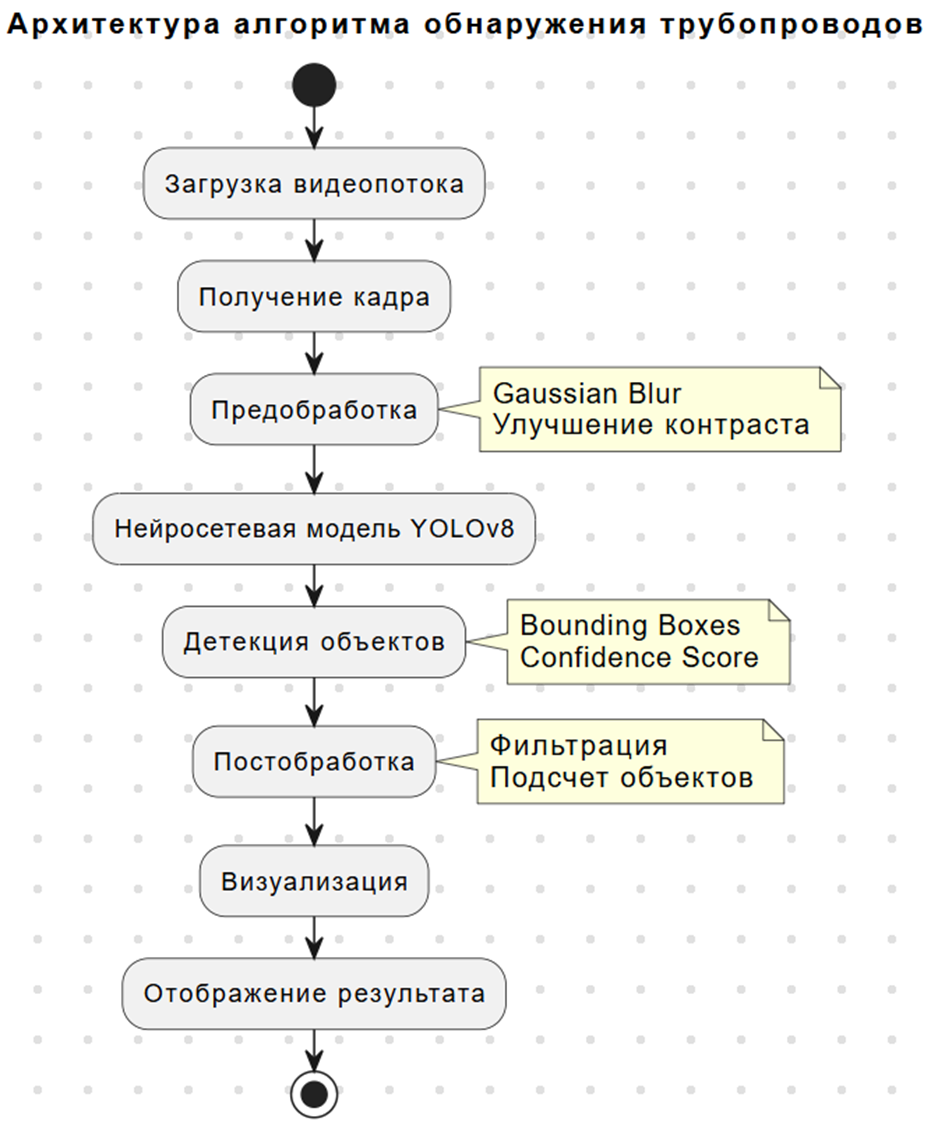 Архитектура алгоритма обнаружения трубопроводов
Загрузка видеопотока
Получение кадра
Предобработка
Gaussian Blur
Улучшение контраста
Нейросетевая модель YOLOv8
Детекция объектов
Bounding Boxes
Confidence Score
Постобработка
Фильтрация
Подсчет объектов
Визуализация
Отображение результата